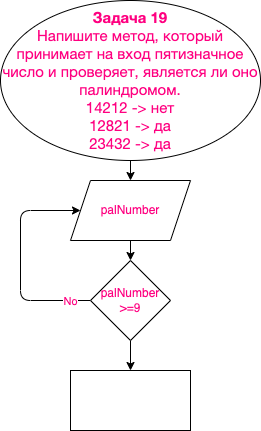 Задача 19
Напишите метод, который
принимает на вход пятизначное
число и проверяет, является ли оно
палиндромом.
14212 -> нет
12821 -> да
23432 -> да
palNumber
palNumber
>=9
No